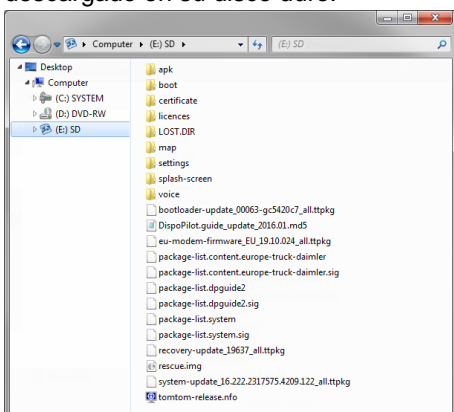 descargado en su disco duro.
Computer ▸ (E:) SD ▸
(E:) SD
Desktop
Computer
(C:) SYSTEM
(D:) DVD-RW
(E:) SD
apk
boot
certificate
licences
LOST.DIR
map
settings
splash-screen
voice
bootloader-update_00063-gc5420c7_all.ttpkg
DispoPilot.guide_update_2016.01.md5
eu-modem-firmware_EU_19.10.024_all.ttpkg
package-list.content.europe-truck-daimler
package-list.content.europe-truck-daimler.sig
package-list.dpguide2
package-list.dpguide2.sig
package-list.system
package-list.system.sig
recovery-update_19637_all.ttpkg
rescue.img
system-update_16.222.2317575.4209.122_all.ttpkg
tomtom-release.nfo